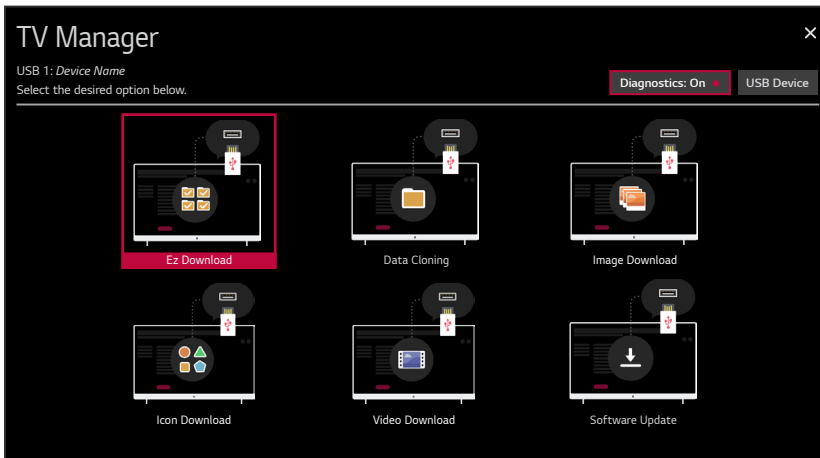 TV Manager
USB 1: Device Name
Select the desired option below.
Diagnostics: On
USB Device
Ez Download
Data Cloning
Image Download
Icon Download
Video Download
Software Update